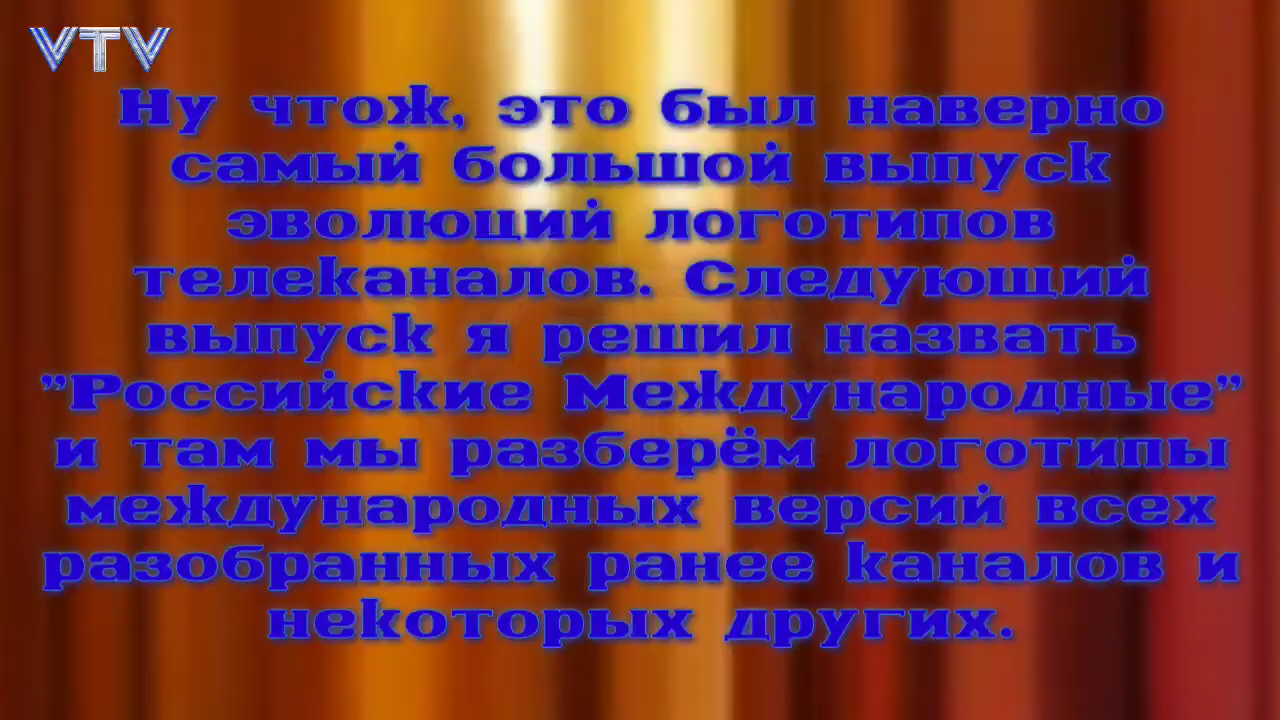 VTV
Ну чтож, это был наверно
самый большой выпуск
эволюций логотипов
телеканалов. Следующий
выпуск я решил назвать
"Российские Международные"
и там мы разберём логотипы
международных версий всех
разобранных ранее каналов и
некоторых других.